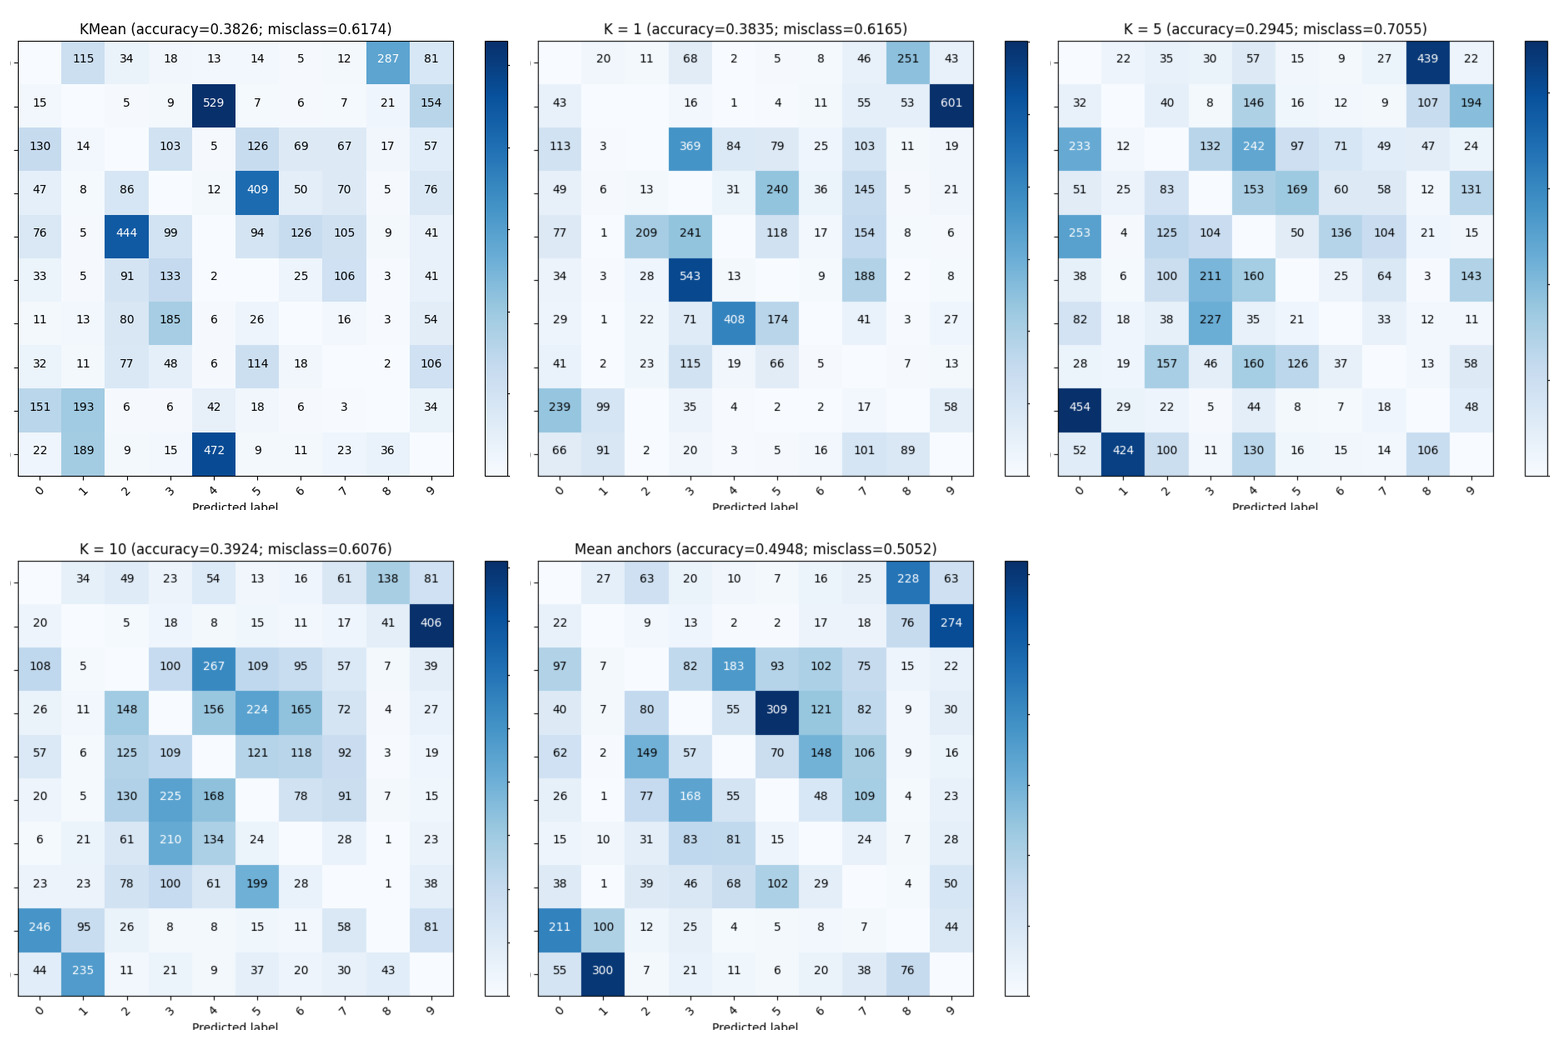 KMean (accuracy=0.3826; misclass=0.6174)
115 34 18 13 14 5 12 287 81
15 5 9 529 7 6 7 21 154
130 14 103 5 126 69 67 17 57
47 8 86 12 409 50 70 5 76
76 5 444 99 94 126 105 9 41
33 5 91 133 2 25 106 3 41
11 13 80 185 6 26 16 3 54
32 11 77 48 6 114 18 2 106
151 193 6 6 42 18 6 3 34
22 189 9 15 472 9 11 23 36
0 1 2 3 4 5 6 7 8 9
Predicted label
K = 1 (accuracy=0.3835; misclass=0.6165)
20 11 68 2 5 8 46 251 43
43 16 1 4 11 55 53 601
113 3 369 84 79 25 103 11 19
49 6 13 31 240 36 145 5 21
77 1 209 241 118 17 154 8 6
34 3 28 543 13 9 188 2 8
29 1 22 71 408 174 41 3 27
41 2 23 115 19 66 5 7 13
239 99 35 4 2 2 17 58
66 91 2 20 3 5 16 101 89
0 1 2 3 4 5 6 7 8 9
Predicted label
K = 5 (accuracy=0.2945; misclass=0.7055)
22 35 30 57 15 9 27 439 22
32 40 8 146 16 12 9 107 194
233 12 132 242 97 71 49 47 24
51 25 83 153 169 60 58 12 131
253 4 125 104 50 136 104 21 15
38 6 100 211 160 25 64 3 143
82 18 38 227 35 21 33 12 11
28 19 157 46 160 126 37 13 58
454 29 22 5 44 8 7 18 48
52 424 100 11 130 16 15 14 106
0 1 2 3 4 5 6 7 8 9
Predicted label
K = 10 (accuracy=0.3924; misclass=0.6076)
34 49 23 54 13 16 61 138 81
20 5 18 8 15 11 17 41 406
108 5 100 267 109 95 57 7 39
26 11 148 156 224 165 72 4 27
57 6 125 109 121 118 92 3 19
20 5 130 225 168 78 91 7 15
6 21 61 210 134 24 28 1 23
23 23 78 100 61 199 28 1 38
246 95 26 8 8 15 11 58 81
44 235 11 21 9 37 20 30 43
0 1 2 3 4 5 6 7 8 9
Predicted label
Mean anchors (accuracy=0.4948; misclass=0.5052)
27 63 20 10 7 16 25 228 63
22 9 13 2 2 17 18 76 274
97 7 82 183 93 102 75 15 22
40 7 80 55 309 121 82 9 30
62 2 149 57 70 148 106 9 16
26 1 77 168 55 48 109 4 23
15 10 31 83 81 15 24 7 28
38 1 39 46 68 102 29 4 50
211 100 12 25 4 5 8 7 44
55 300 7 21 11 6 20 38 76
0 1 2 3 4 5 6 7 8 9
Predicted label